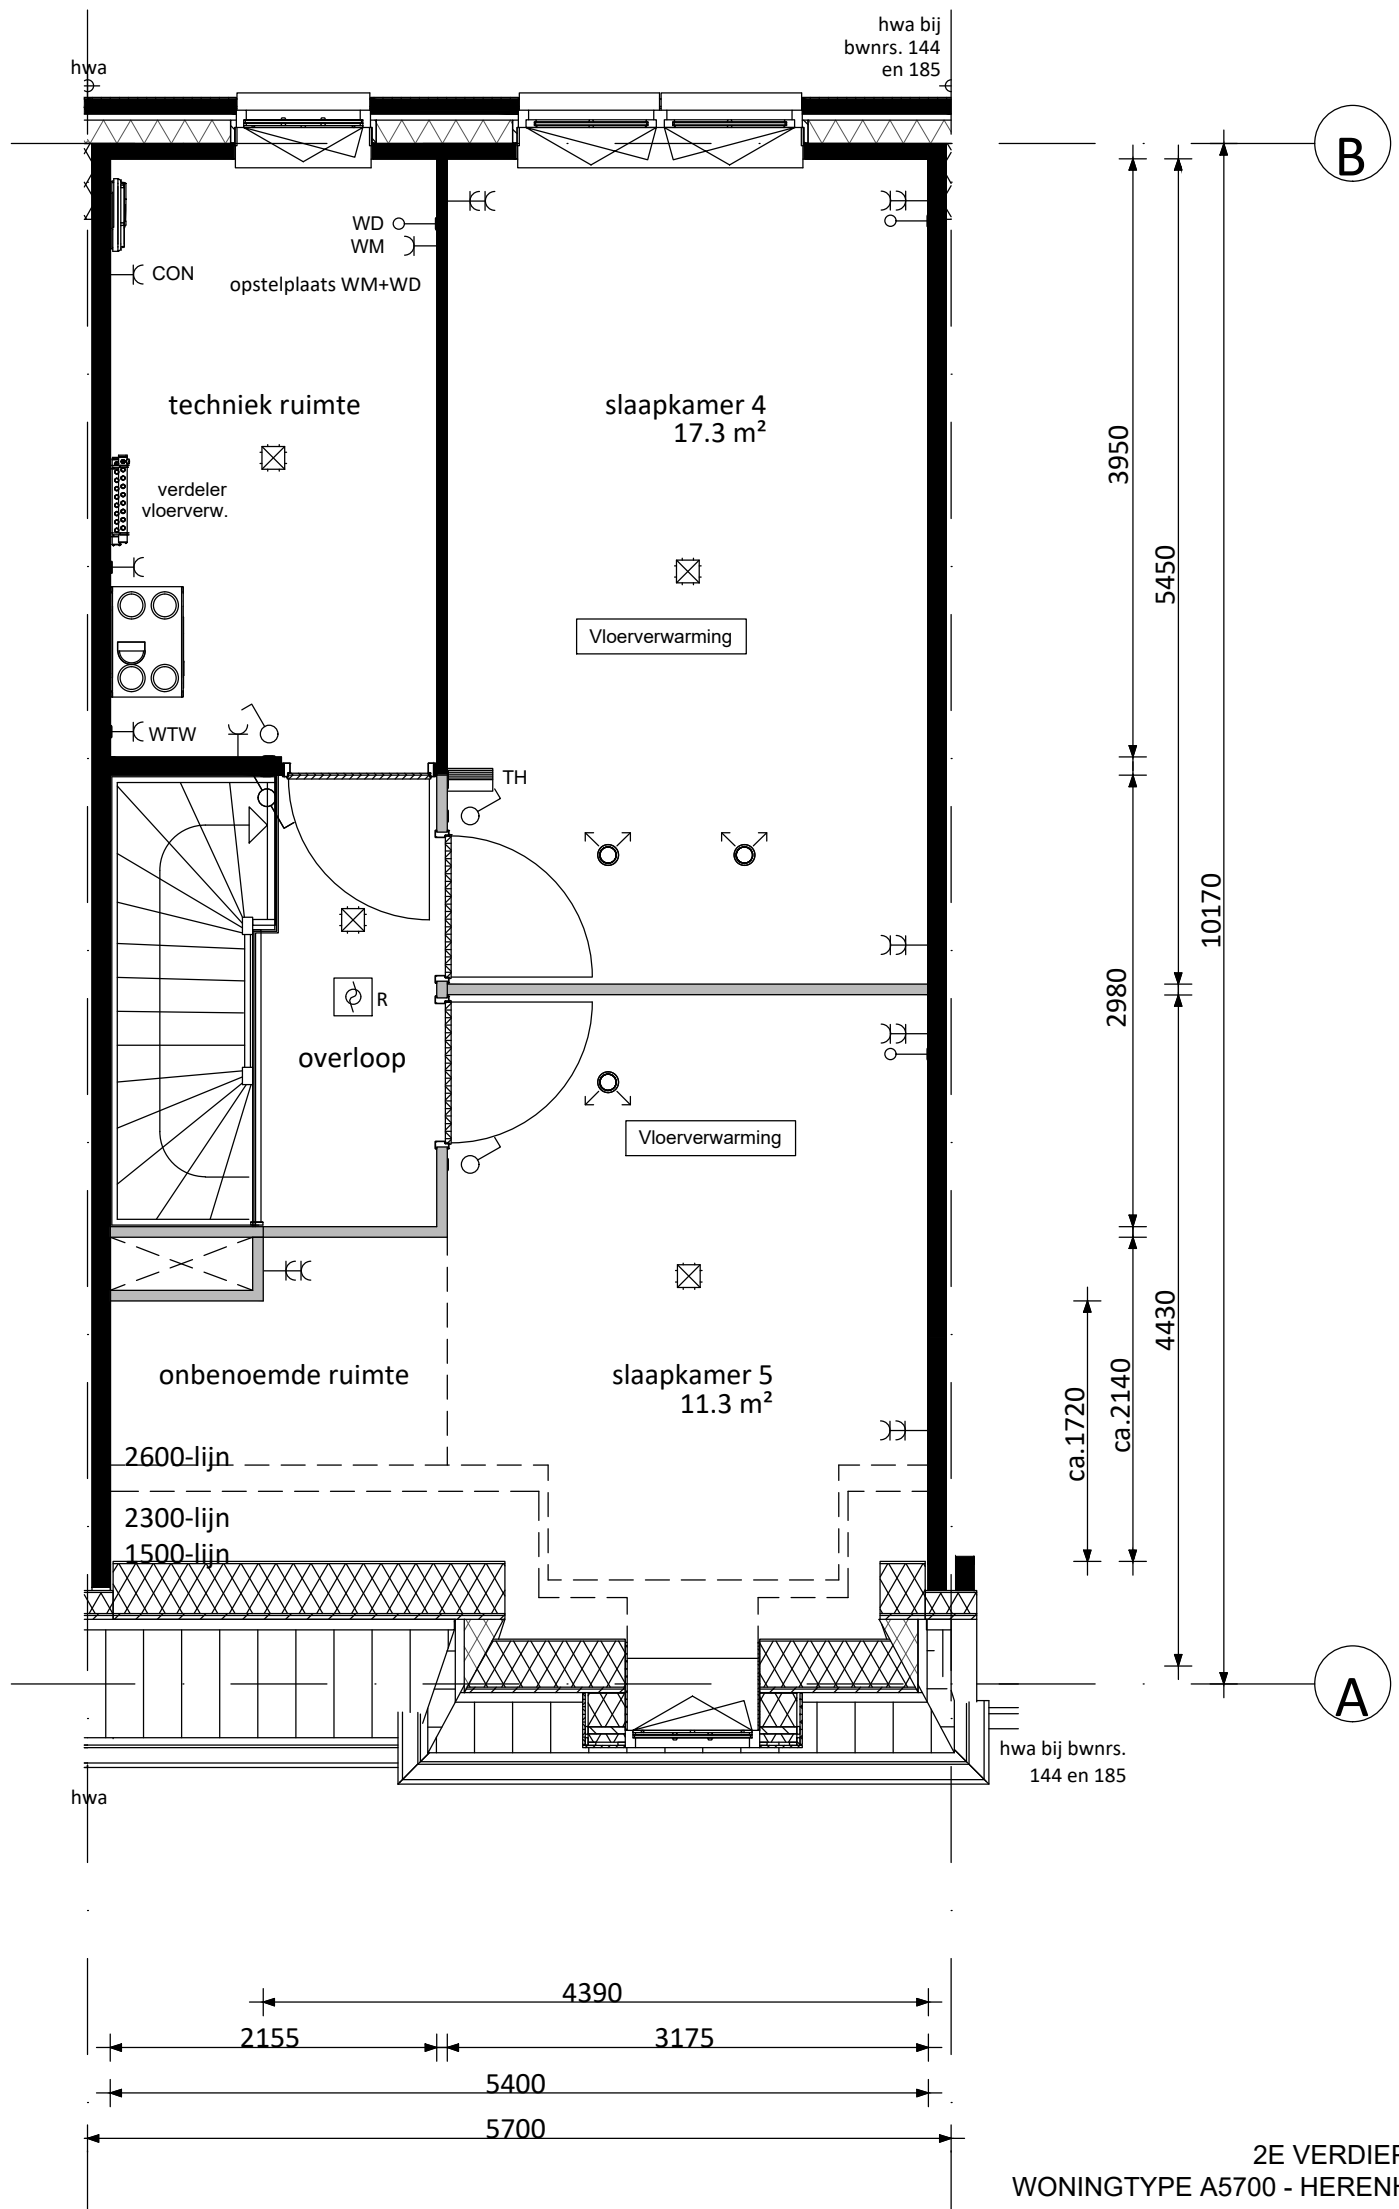 hwa bij
bwnrs. 144
en 185
hwa
B
WD
WM
CON
opstelplaats WM+WD
techniek ruimte
slaapkamer 4
17.3 m²
3950
verdeler
vloerverw.
5450
Vloerverwarming
WTW
TH
10170
2980
R
overloop
Vloerverwarming
4430
onbenoemde ruimte
slaapkamer 5
11.3 m²
ca.1720
ca.2140
2600-lijn
2300-lijn
1500-lijn
A
hwa bij bwnrs.
144 en 185
hwa
4390
2155
3175
5400
5700
2E VERDIEP
WONINGTYPE A5700 - HERENH